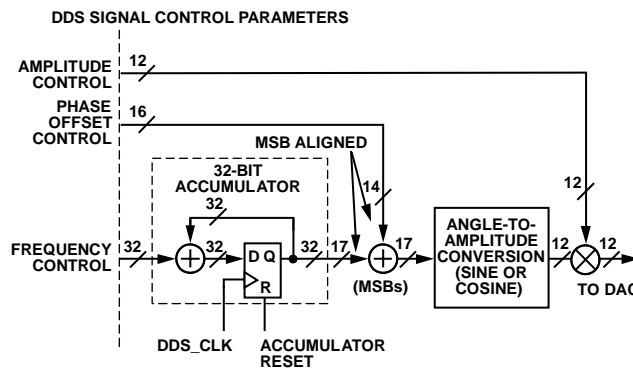 DDS SIGNAL CONTROL PARAMETERS
AMPLITUDE
CONTROL
12
PHASE
OFFSET
CONTROL
16
MSB ALIGNED
32-BIT
ACCUMULATOR
14
12
32
FREQUENCY
CONTROL
32
32
D Q
R
32
17
17
(MSBs)
ANGLE-TO-
AMPLITUDE
CONVERSION
(SINE OR
COSINE)
12
12
TO DAC
DDS_CLK
ACCUMULATOR
RESET